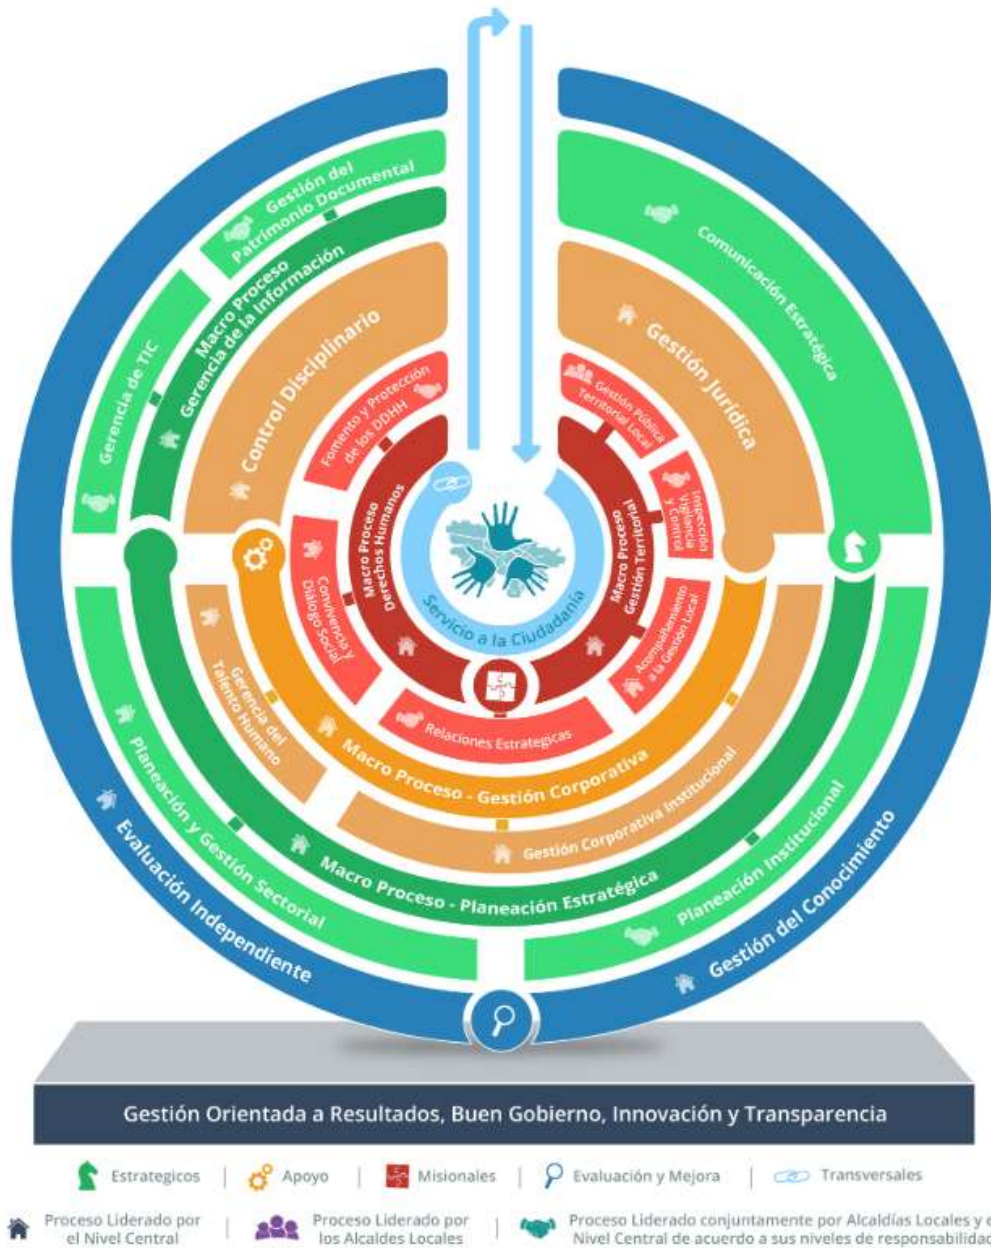 Gestión del
Patrimonio Documental
Macro Proceso
Gerencia de la Información
Gerencia de TIC
Control Disciplinario
Fomento y Protección
de los DDHH
Macro Proceso
Derechos Humanos
Convivencia y
Diálogo Social
Comunicación Estratégica
Gestión Jurídica
Gestión Pública
Territorial Local
Inspección
Vigilancia
y Control
Macro Proceso
Gestión Territorial
Acompañamiento
a la Gestión Local
Servicio a la Ciudadanía
Relaciones Estrategicas
Gerencia del
Talento Humano
Macro Proceso - Gestión Corporativa
Gestión Corporativa Institucional
Macro Proceso - Planeación Estratégica
Planeación y Gestión Sectorial
Planeación Institucional
Evaluación Independiente
Gestión del Conocimiento
Gestión Orientada a Resultados, Buen Gobierno, Innovación y Transparencia
Estrategicos | Apoyo | Misionales | Evaluación y Mejora | Transversales
Proceso Liderado por
el Nivel Central
Proceso Liderado por
los Alcaldes Locales
Proceso Liderado conjuntamente por Alcaldías Locales y e
Nivel Central de acuerdo a sus niveles de responsabilidad